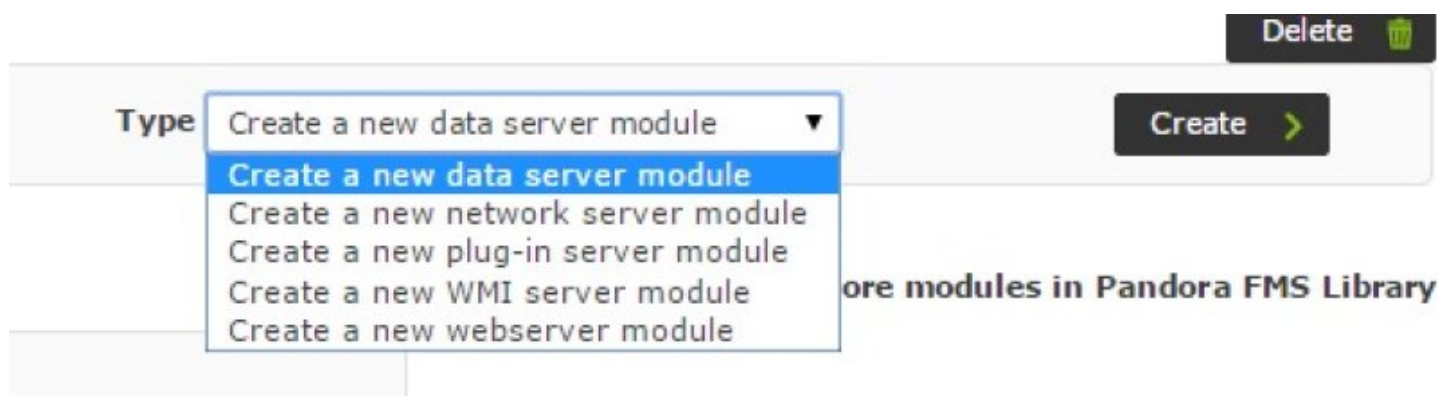 Delete
Type Create a new data server module Create
Create a new data server module
Create a new network server module
Create a new plug-in server module
Create a new WMI server module
Create a new webserver module
ore modules in Pandora FMS Library